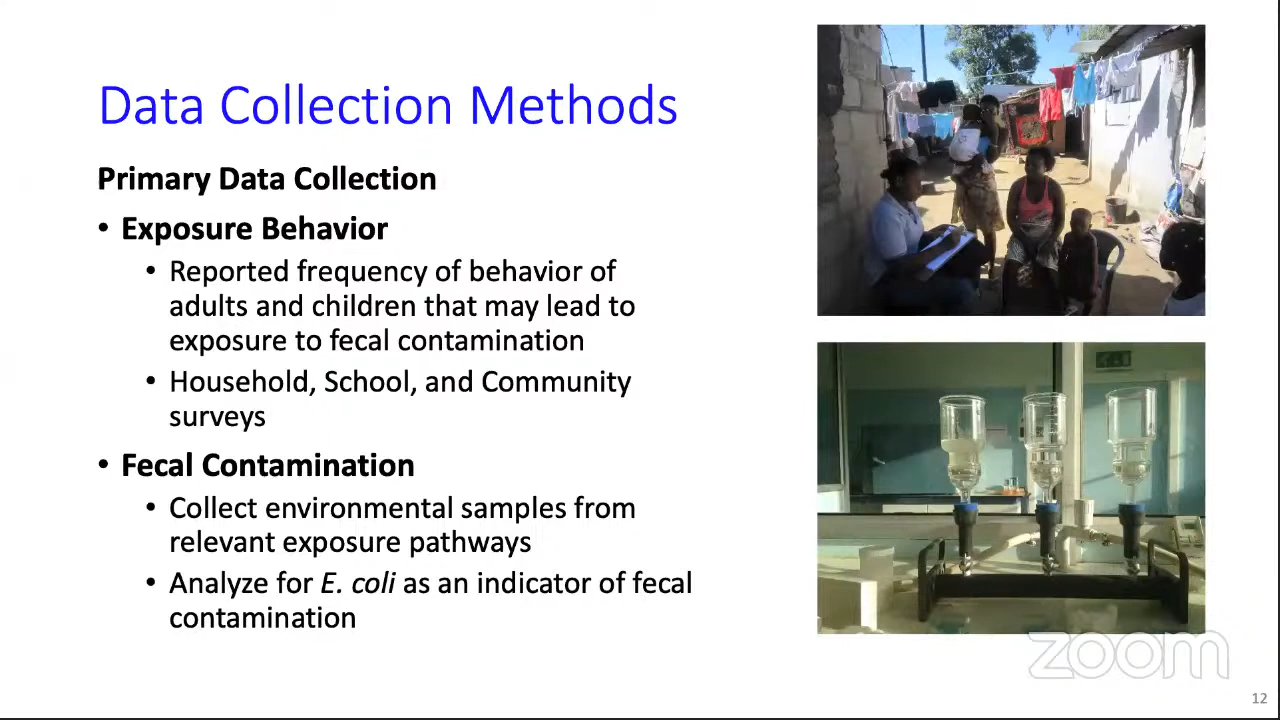 Data Collection Methods
Primary Data Collection
• Exposure Behavior
• Reported frequency of behavior of
adults and children that may lead to
exposure to fecal contamination
• Household, School, and Community
surveys
• Fecal Contamination
• Collect environmental samples from
relevant exposure pathways
• Analyze for E. coli as an indicator of fecal
contamination
zoom
12